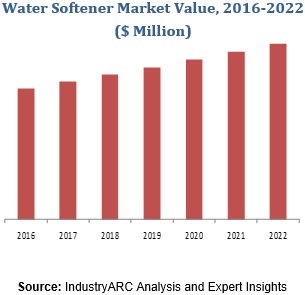 Water Softener Market Value, 2016-2022
($ Million)
2016 2017 2018 2019 2020 2021 2022
Source: IndustryARC Analysis and Expert Insights